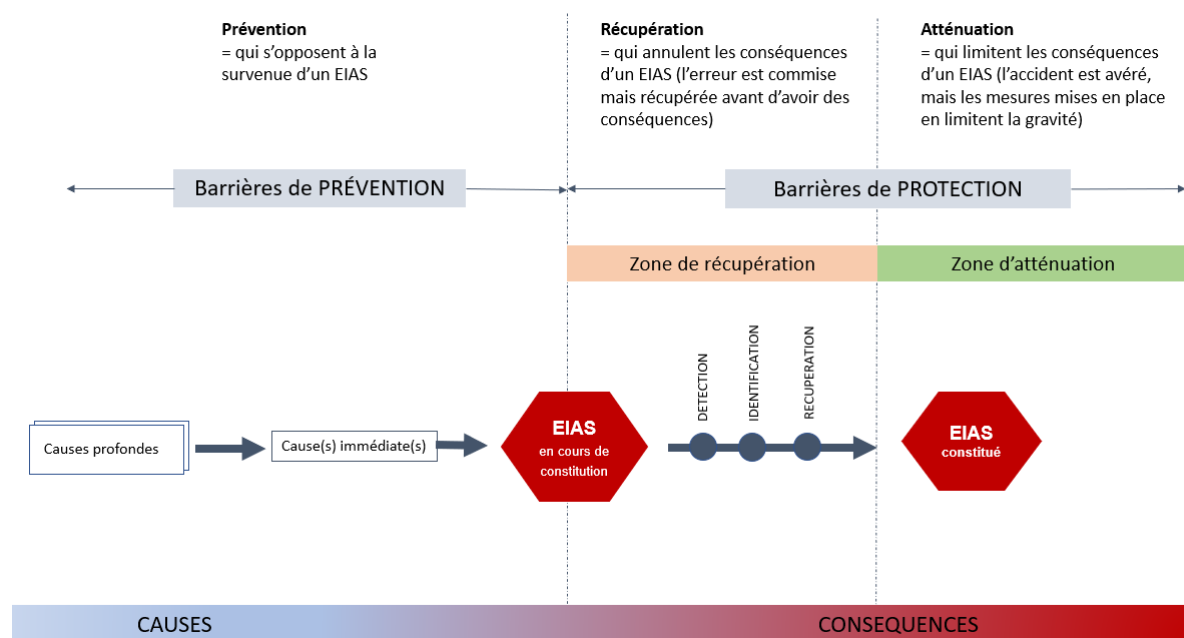 Prévention
= qui s'opposent à la
survenue d'un EIAS
Récupération
= qui annulent les conséquences
d'un EIAS (l'erreur est commise
mais récupérée avant d'avoir des
conséquences)
Atténuation
= qui limitent les conséquences
d'un EIAS (l'accident est avéré,
mais les mesures mises en place
en limitent la gravité)
Barrières de PRÉVENTION
Barrières de PROTECTION
Zone de récupération
Zone d'atténuation
DETECTION
IDENTIFICATION
RECUPERATION
Causes profondes
Cause(s) immédiate(s)
EIAS
en cours de
constitution
EIAS
constitué
CAUSES
CONSEQUENCES